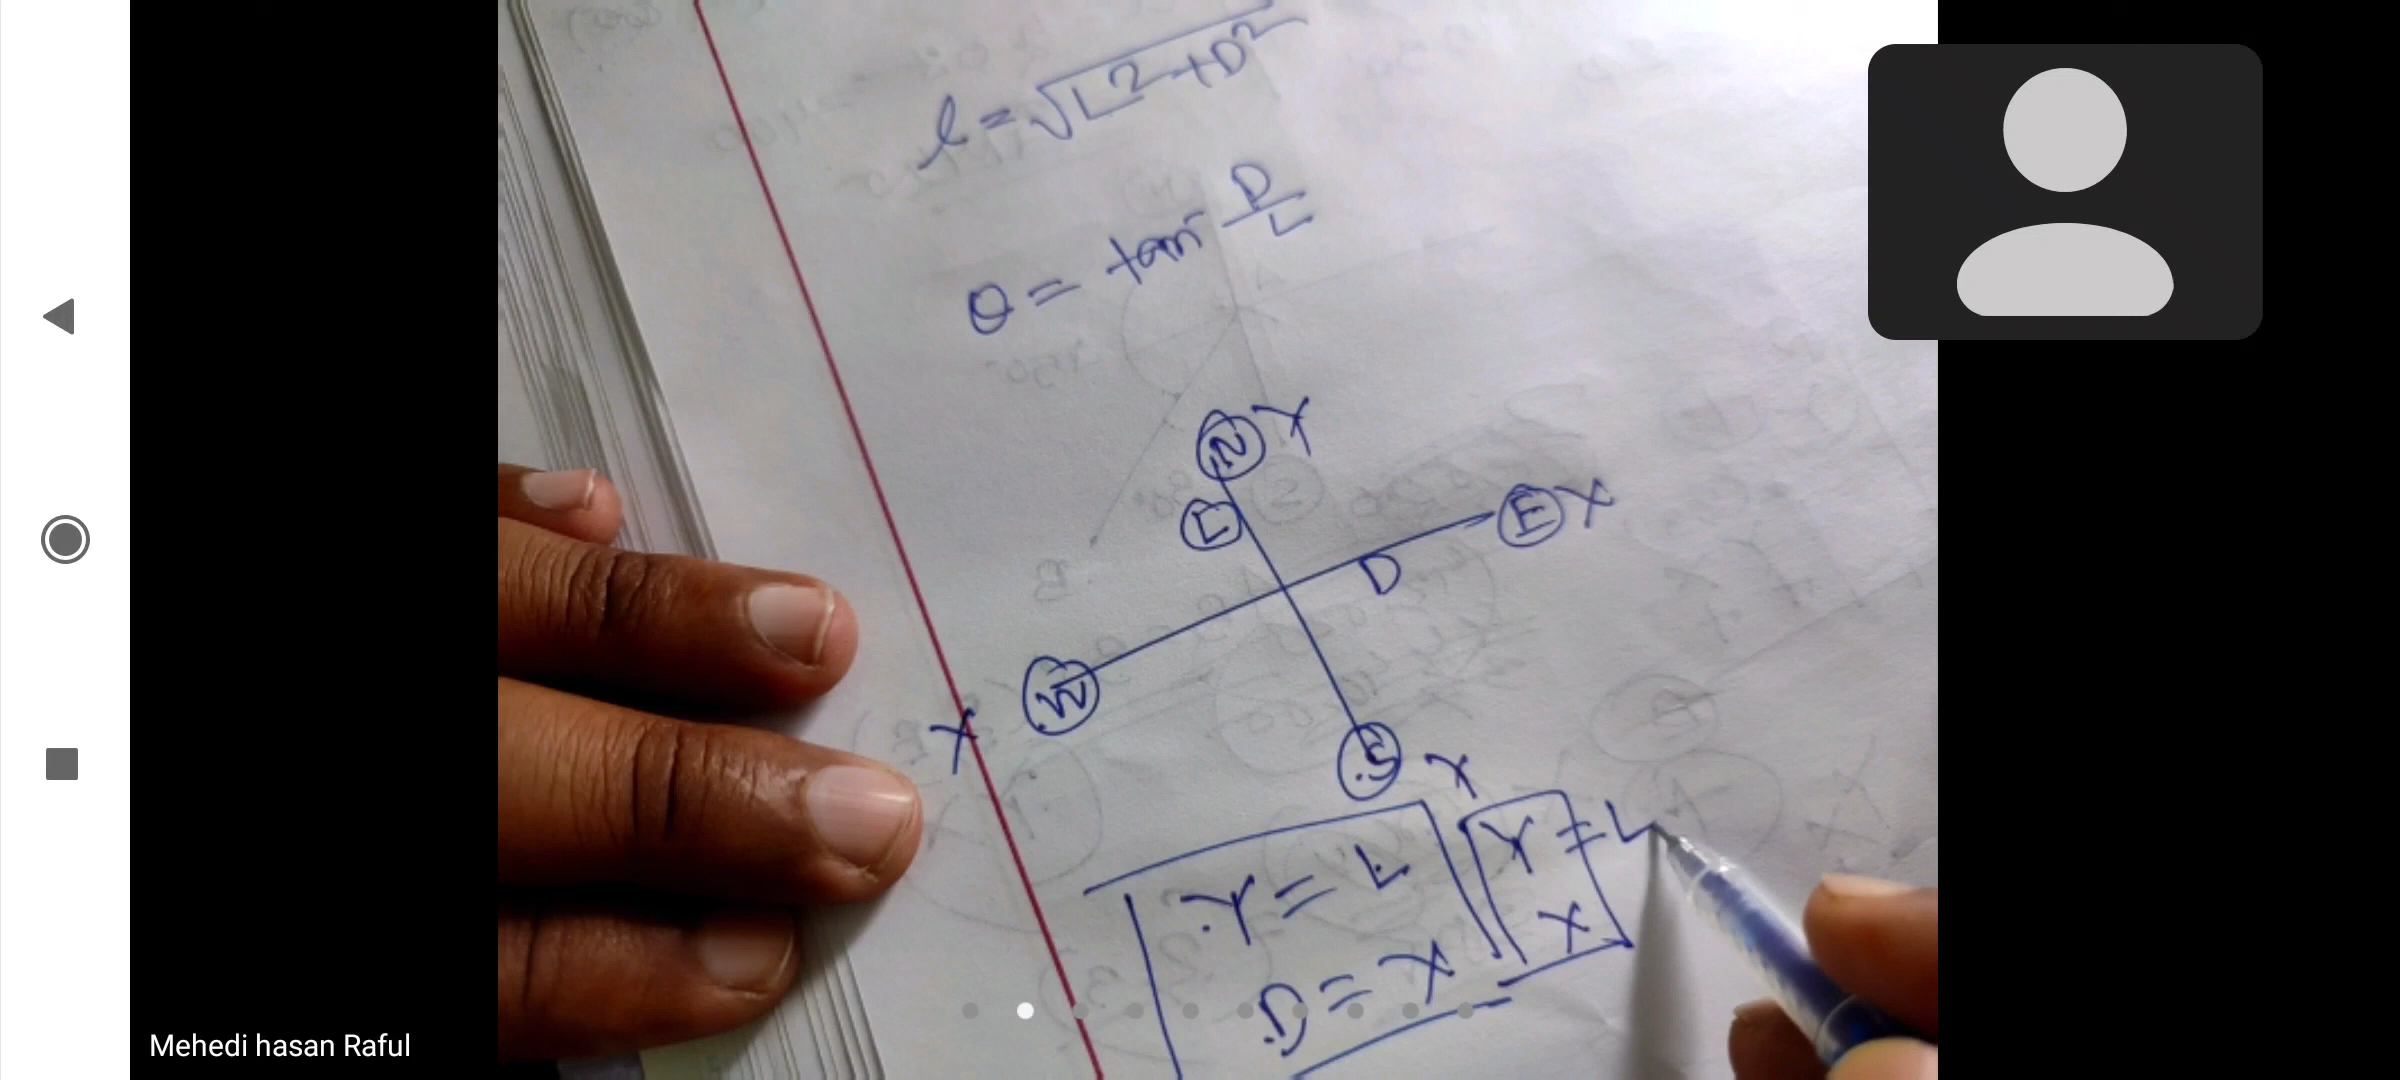 l = √L²+D²
θ = tan⁻ D/L
N Y
L
E X
D
W
X
S Y
Y = L
D = X
Y = L
X
Mehedi hasan Raful